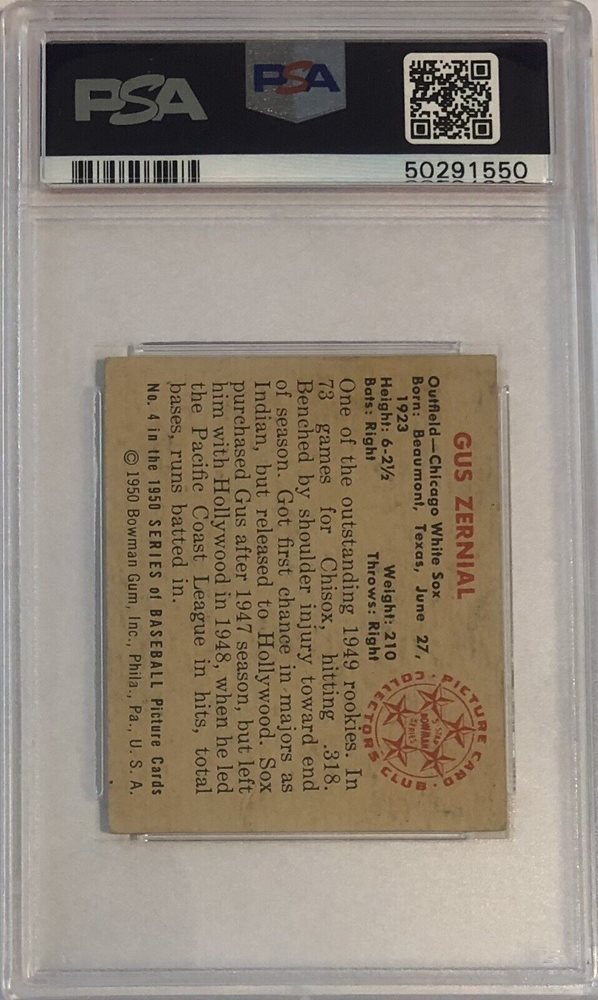 PSA
PSA
50291550
GUS ZERNIAL
Outfield—Chicago White Sox
Born: Beaumont, Texas, June 27,
1923
Height: 6-2½ Weight: 210
Bats: Right Throws: Right
PICTURE CARD COLLECTORS CLUB
5 STAR
BOWMAN
SERIES
One of the outstanding 1949 rookies. In
73 games for Chisox, hitting .318.
Benched by shoulder injury toward end
of season. Got first chance in majors as
Indian, but released to Hollywood. Sox
purchased Gus after 1947 season, but left
him with Hollywood in 1948, when he led
the Pacific Coast League in hits, total
bases, runs batted in.
No. 4 in the 1950 SERIES of BASEBALL Picture Cards
© 1950 Bowman Gum, Inc., Phila., Pa., U. S. A.